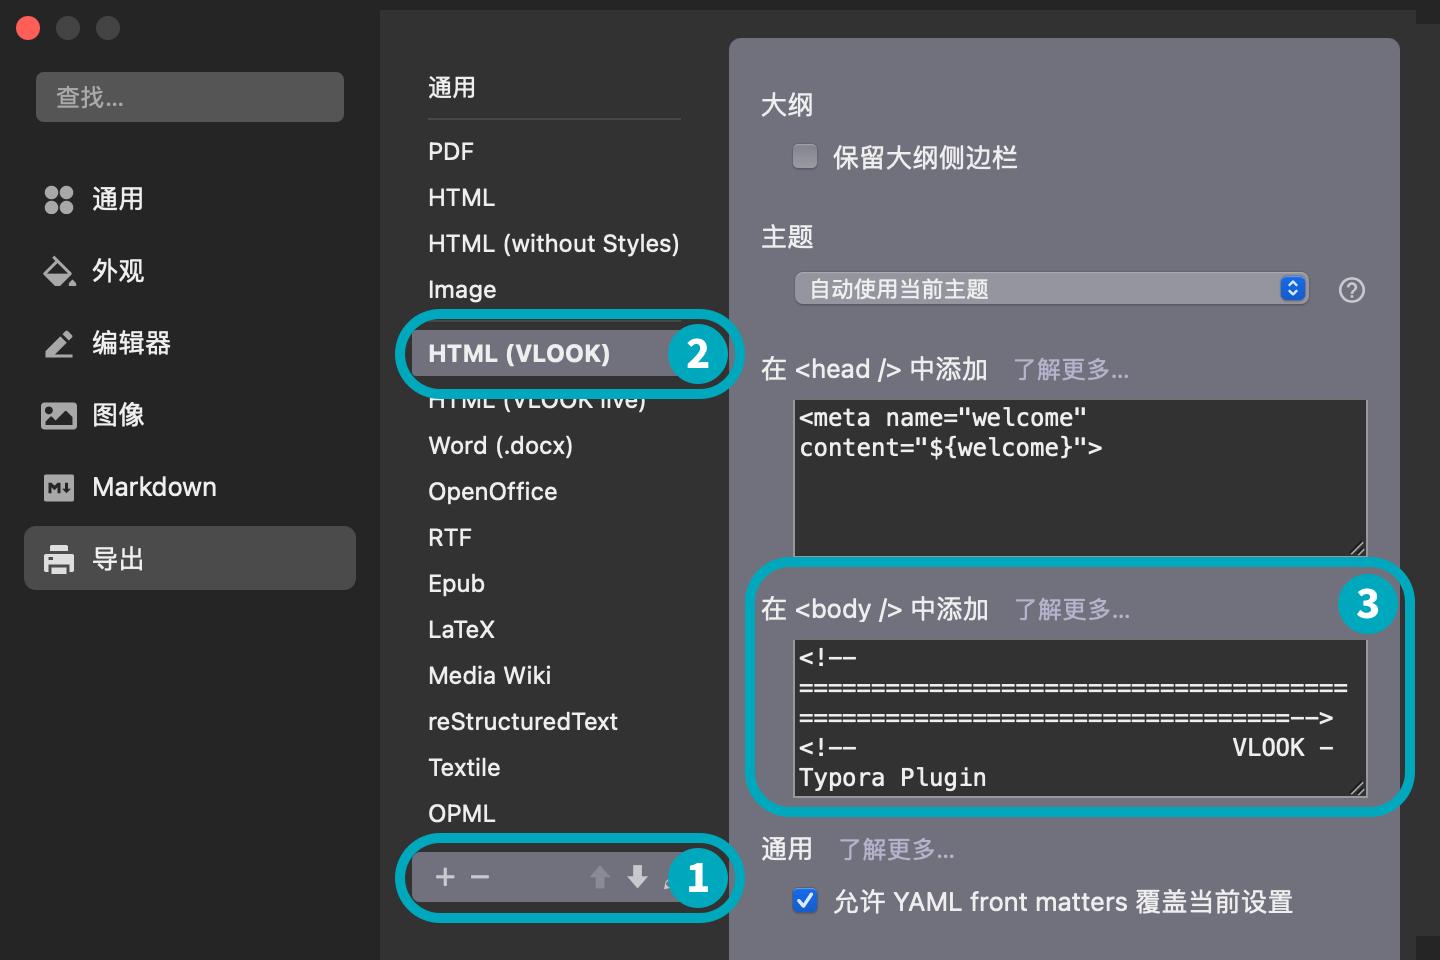 查找...
通用
外观
编辑器
图像
Markdown
导出
通用
PDF
HTML
HTML (without Styles)
Image
HTML (VLOOK)
2
HTML (VLOOK live)
Word (.docx)
OpenOffice
RTF
Epub
LaTeX
Media Wiki
reStructuredText
Textile
OPML
+ −
1
大纲
保留大纲侧边栏
主题
自动使用当前主题
?
在 <head /> 中添加 了解更多...
<meta name="welcome"
content="${welcome}">
在 <body /> 中添加 了解更多...
3
<!--
======================================
==================================-->
<!-- VLOOK -
Typora Plugin
通用 了解更多...
允许 YAML front matters 覆盖当前设置